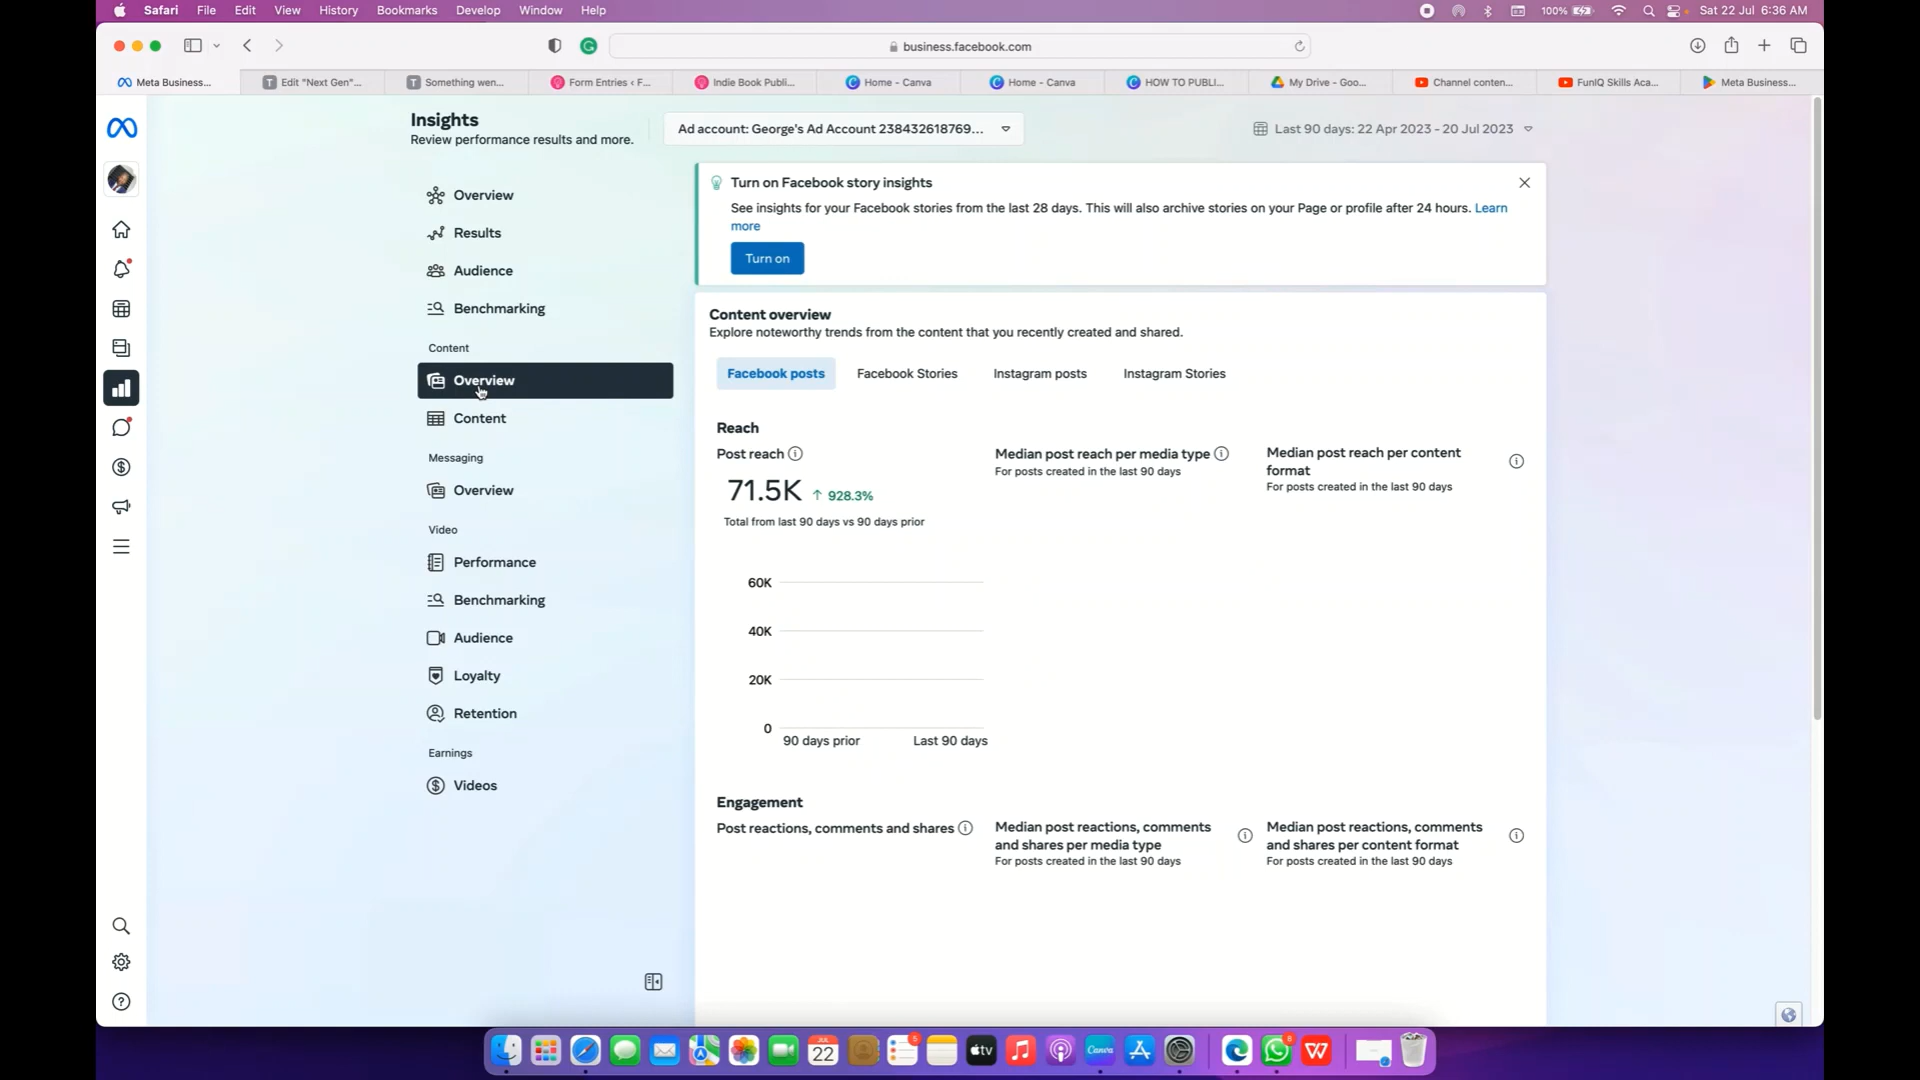 Safari File Edit View History Bookmarks Develop Window Help
100% Sat 22 Jul 6:36 AM
business.facebook.com
Meta Business...
Edit "Next Gen"...
Something wen...
Form Entries < F...
Indie Book Publi...
Home - Canva
Home - Canva
HOW TO PUBLI...
My Drive - Goo...
Channel conten...
FunIQ Skills Aca...
Meta Business...
Insights
Review performance results and more.
Ad account: George's Ad Account 238432618769...
Last 90 days: 22 Apr 2023 - 20 Jul 2023
Overview
Results
Audience
Benchmarking
Content
Overview
Content
Messaging
Overview
Video
Performance
Benchmarking
Audience
Loyalty
Retention
Earnings
Videos
Turn on Facebook story insights
See insights for your Facebook stories from the last 28 days. This will also archive stories on your Page or profile after 24 hours. Learn
more
Turn on
Content overview
Explore noteworthy trends from the content that you recently created and shared.
Facebook posts
Facebook Stories
Instagram posts
Instagram Stories
Reach
Post reach
71.5K ↑ 928.3%
Total from last 90 days vs 90 days prior
60K
40K
20K
0
90 days prior
Last 90 days
Median post reach per media type
For posts created in the last 90 days
Median post reach per content
format
For posts created in the last 90 days
Engagement
Post reactions, comments and shares
Median post reactions, comments
and shares per media type
For posts created in the last 90 days
Median post reactions, comments
and shares per content format
For posts created in the last 90 days
JUL
22
5
tv
Canva
8
W